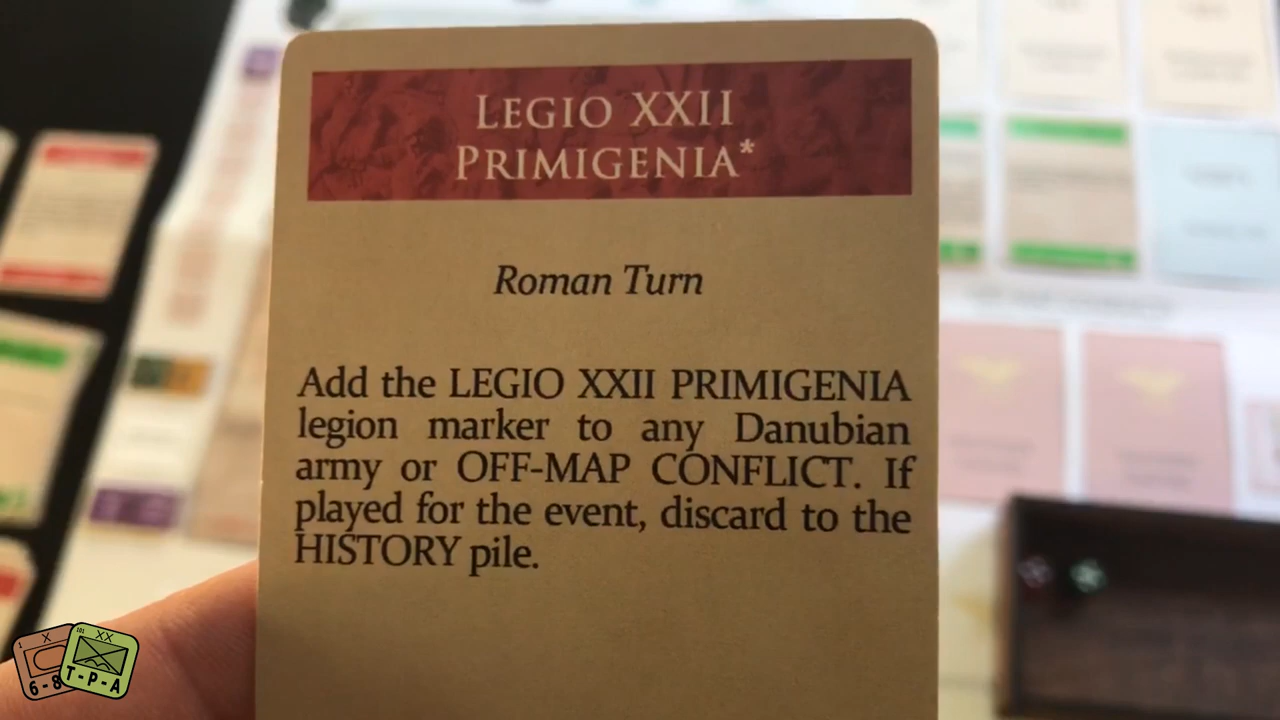 LEGIO XXII
PRIMIGENIA*
Roman Turn
Add the LEGIO XXII PRIMIGENIA
legion marker to any Danubian
army or OFF-MAP CONFLICT. If
played for the event, discard to the
HISTORY pile.
X
XX
6-8
T-P-A